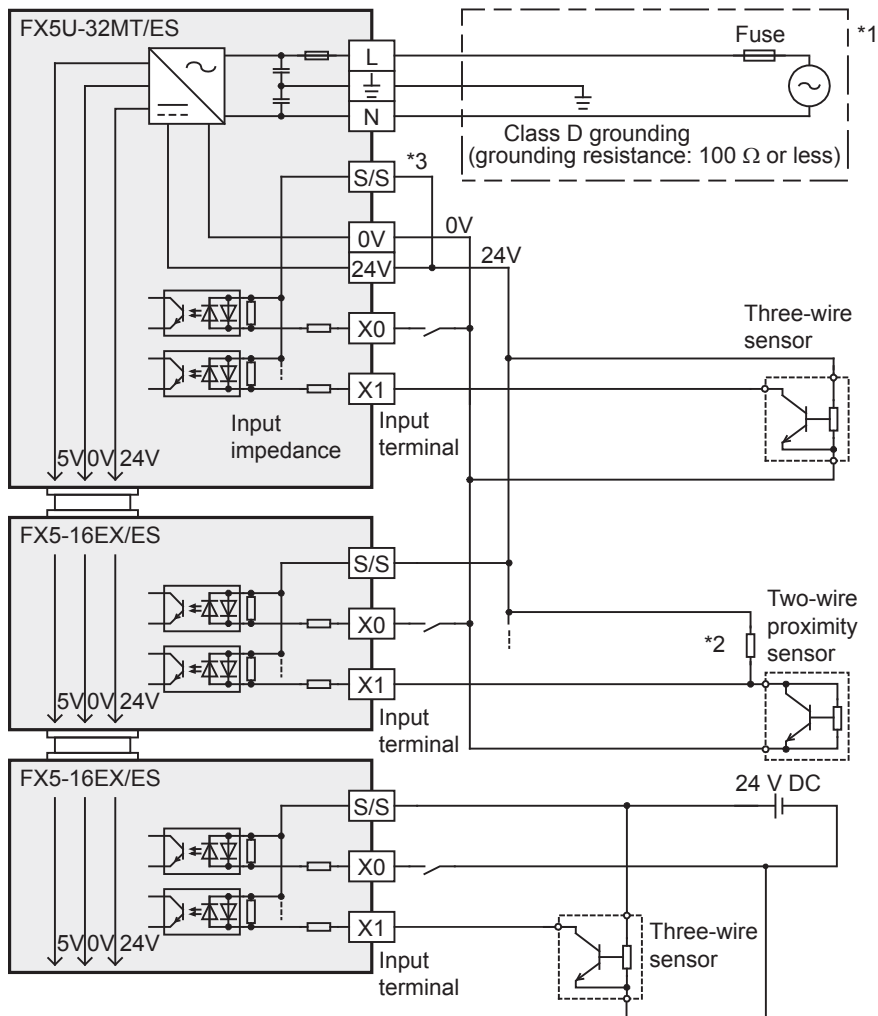 FX5U-32MT/ES
L
N
Fuse
*1
Class D grounding
(grounding resistance: 100 Ω or less)
S/S
*3
0V
0V
24V
24V
X0
X1
Input
impedance
Input
terminal
Three-wire
sensor
5V 0V 24V
FX5-16EX/ES
S/S
X0
X1
Input
terminal
*2
Two-wire
proximity
sensor
5V 0V 24V
FX5-16EX/ES
S/S
24 V DC
X0
X1
Input
terminal
Three-wire
sensor
5V 0V 24V